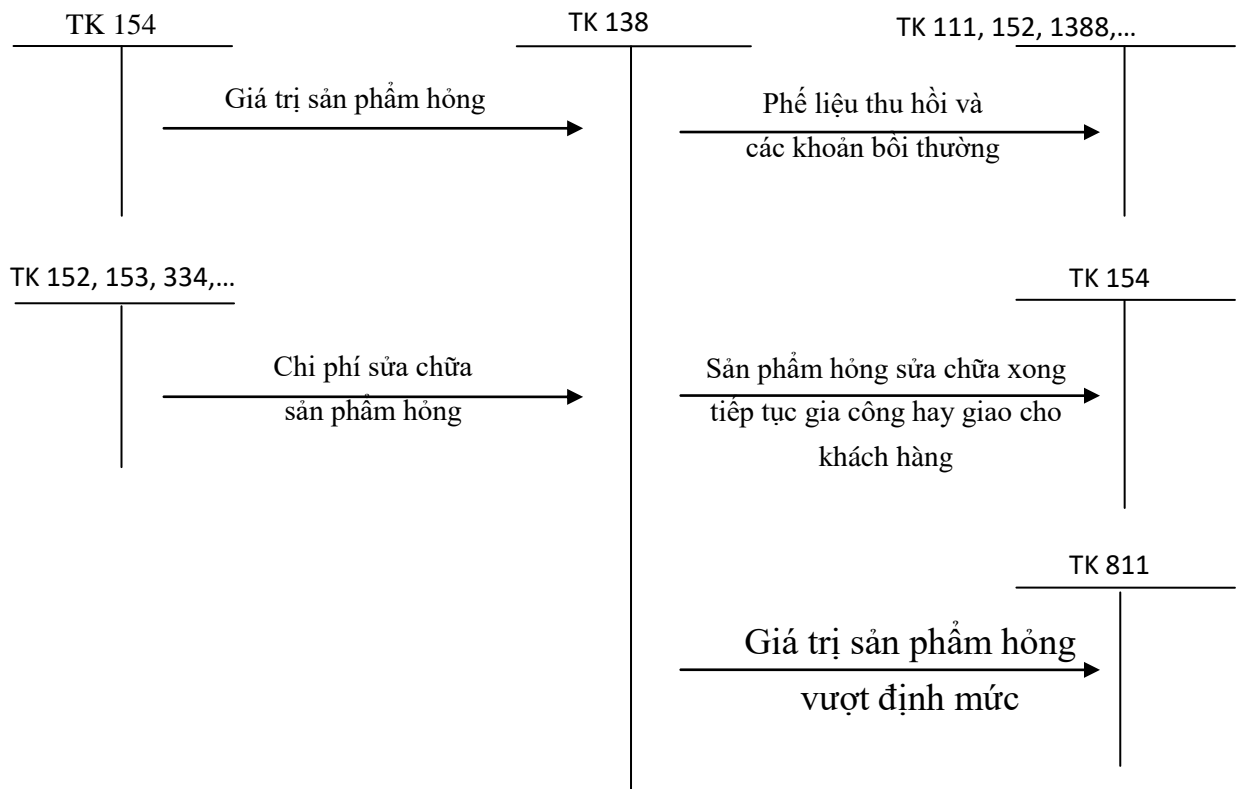 TK 154
TK 138
TK 111, 152, 1388,...
Giá trị sản phẩm hỏng
Phế liệu thu hồi và
các khoản bồi thường
TK 152, 153, 334,...
TK 154
Chi phí sửa chữa
sản phẩm hỏng
Sản phẩm hỏng sửa chữa xong
tiếp tục gia công hay giao cho
khách hàng
TK 811
Giá trị sản phẩm hỏng
vượt định mức